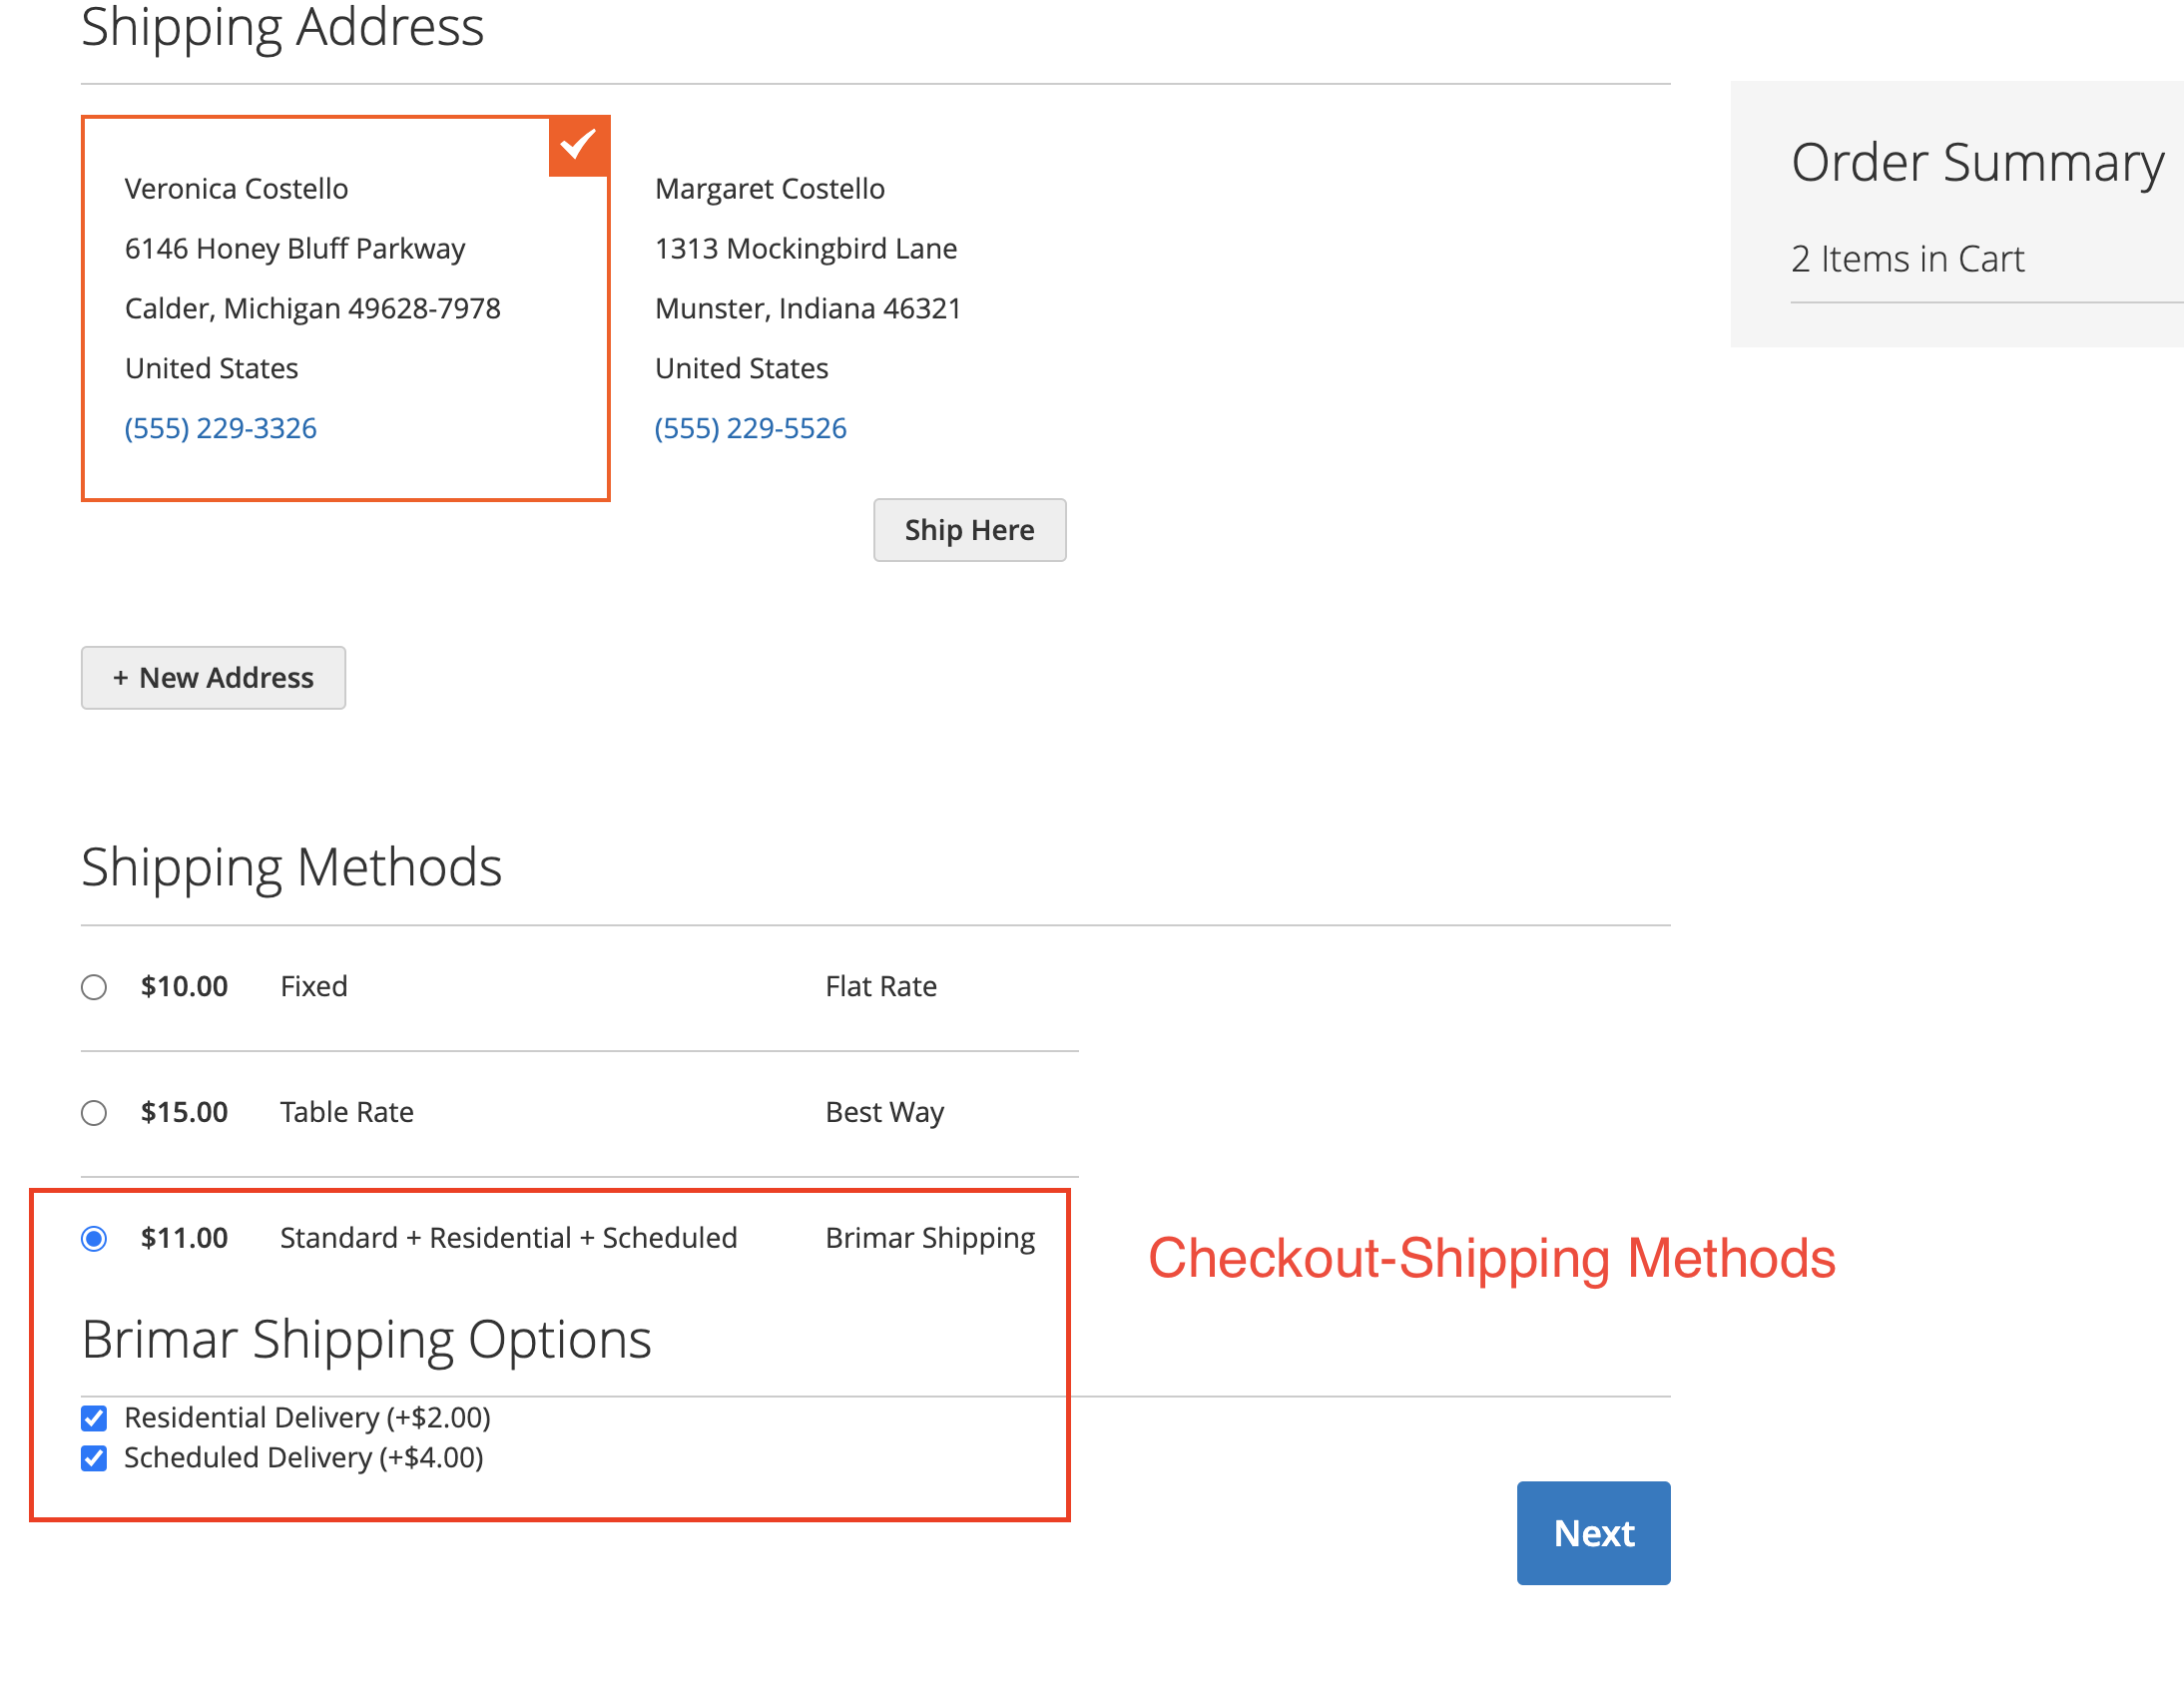 Shipping Address
Veronica Costello
6146 Honey Bluff Parkway
Calder, Michigan 49628-7978
United States
(555) 229-3326
Margaret Costello
1313 Mockingbird Lane
Munster, Indiana 46321
United States
(555) 229-5526
Ship Here
+ New Address
Order Summary
2 Items in Cart
Shipping Methods
$10.00 Fixed Flat Rate
$15.00 Table Rate Best Way
$11.00 Standard + Residential + Scheduled Brimar Shipping
Checkout-Shipping Methods
Brimar Shipping Options
Residential Delivery (+$2.00)
Scheduled Delivery (+$4.00)
Next